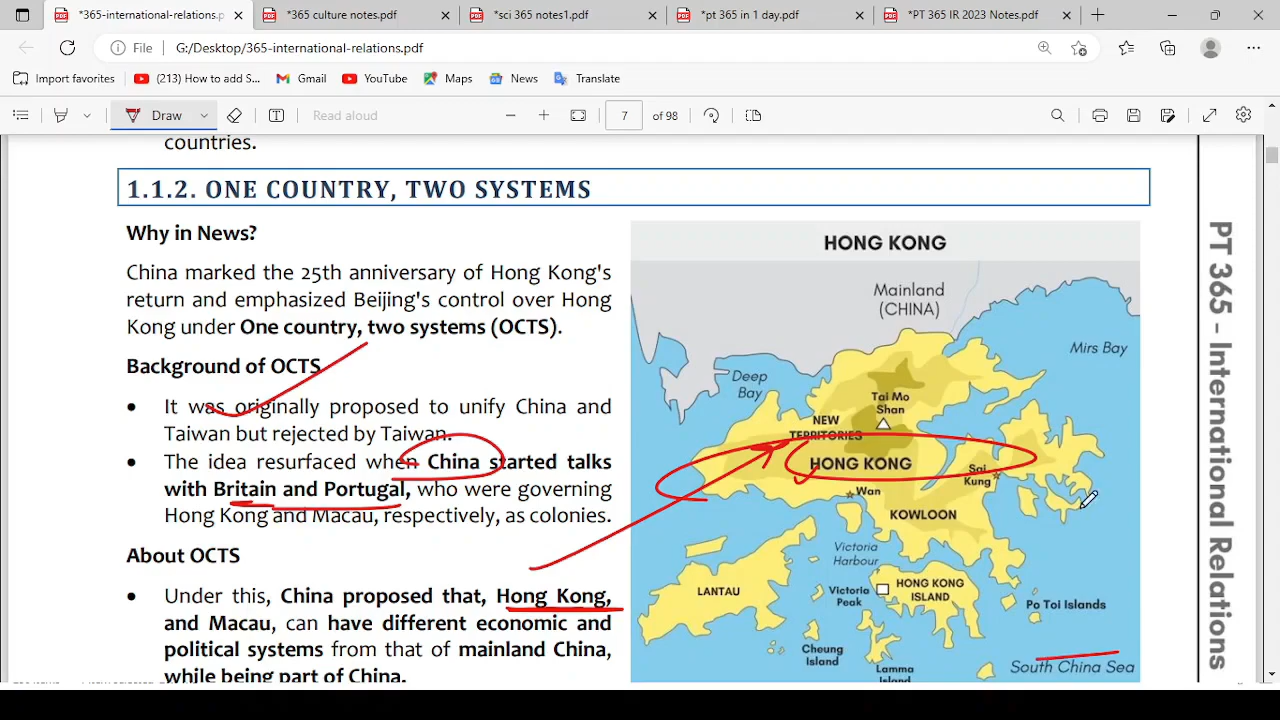 *365-international-relations.p
*365 culture notes.pdf
*sci 365 notes1.pdf
*pt 365 in 1 day.pdf
*PT 365 IR 2023 Notes.pdf
File
G:/Desktop/365-international-relations.pdf
Import favorites
(213) How to add S...
Gmail
YouTube
Maps
News
Translate
Draw
Read aloud
7
of 98
countries.
1.1.2. ONE COUNTRY, TWO SYSTEMS
Why in News?
China marked the 25th anniversary of Hong Kong's
return and emphasized Beijing's control over Hong
Kong under One country, two systems (OCTS).
Background of OCTS
• It was originally proposed to unify China and
Taiwan but rejected by Taiwan.
• The idea resurfaced when China started talks
with Britain and Portugal, who were governing
Hong Kong and Macau, respectively, as colonies.
About OCTS
• Under this, China proposed that, Hong Kong,
and Macau, can have different economic and
political systems from that of mainland China,
while being part of China.
HONG KONG
Mainland
(CHINA)
Mirs Bay
Deep
Bay
Tai Mo
Shan
NEW
TERRITORIES
HONG KONG
Sai
Kung
Wan
KOWLOON
Victoria
Harbour
LANTAU
Victoria
Peak
HONG KONG
ISLAND
Po Toi Islands
Cheung
Island
Lamma
Island
South China Sea
PT 365 - International Relations